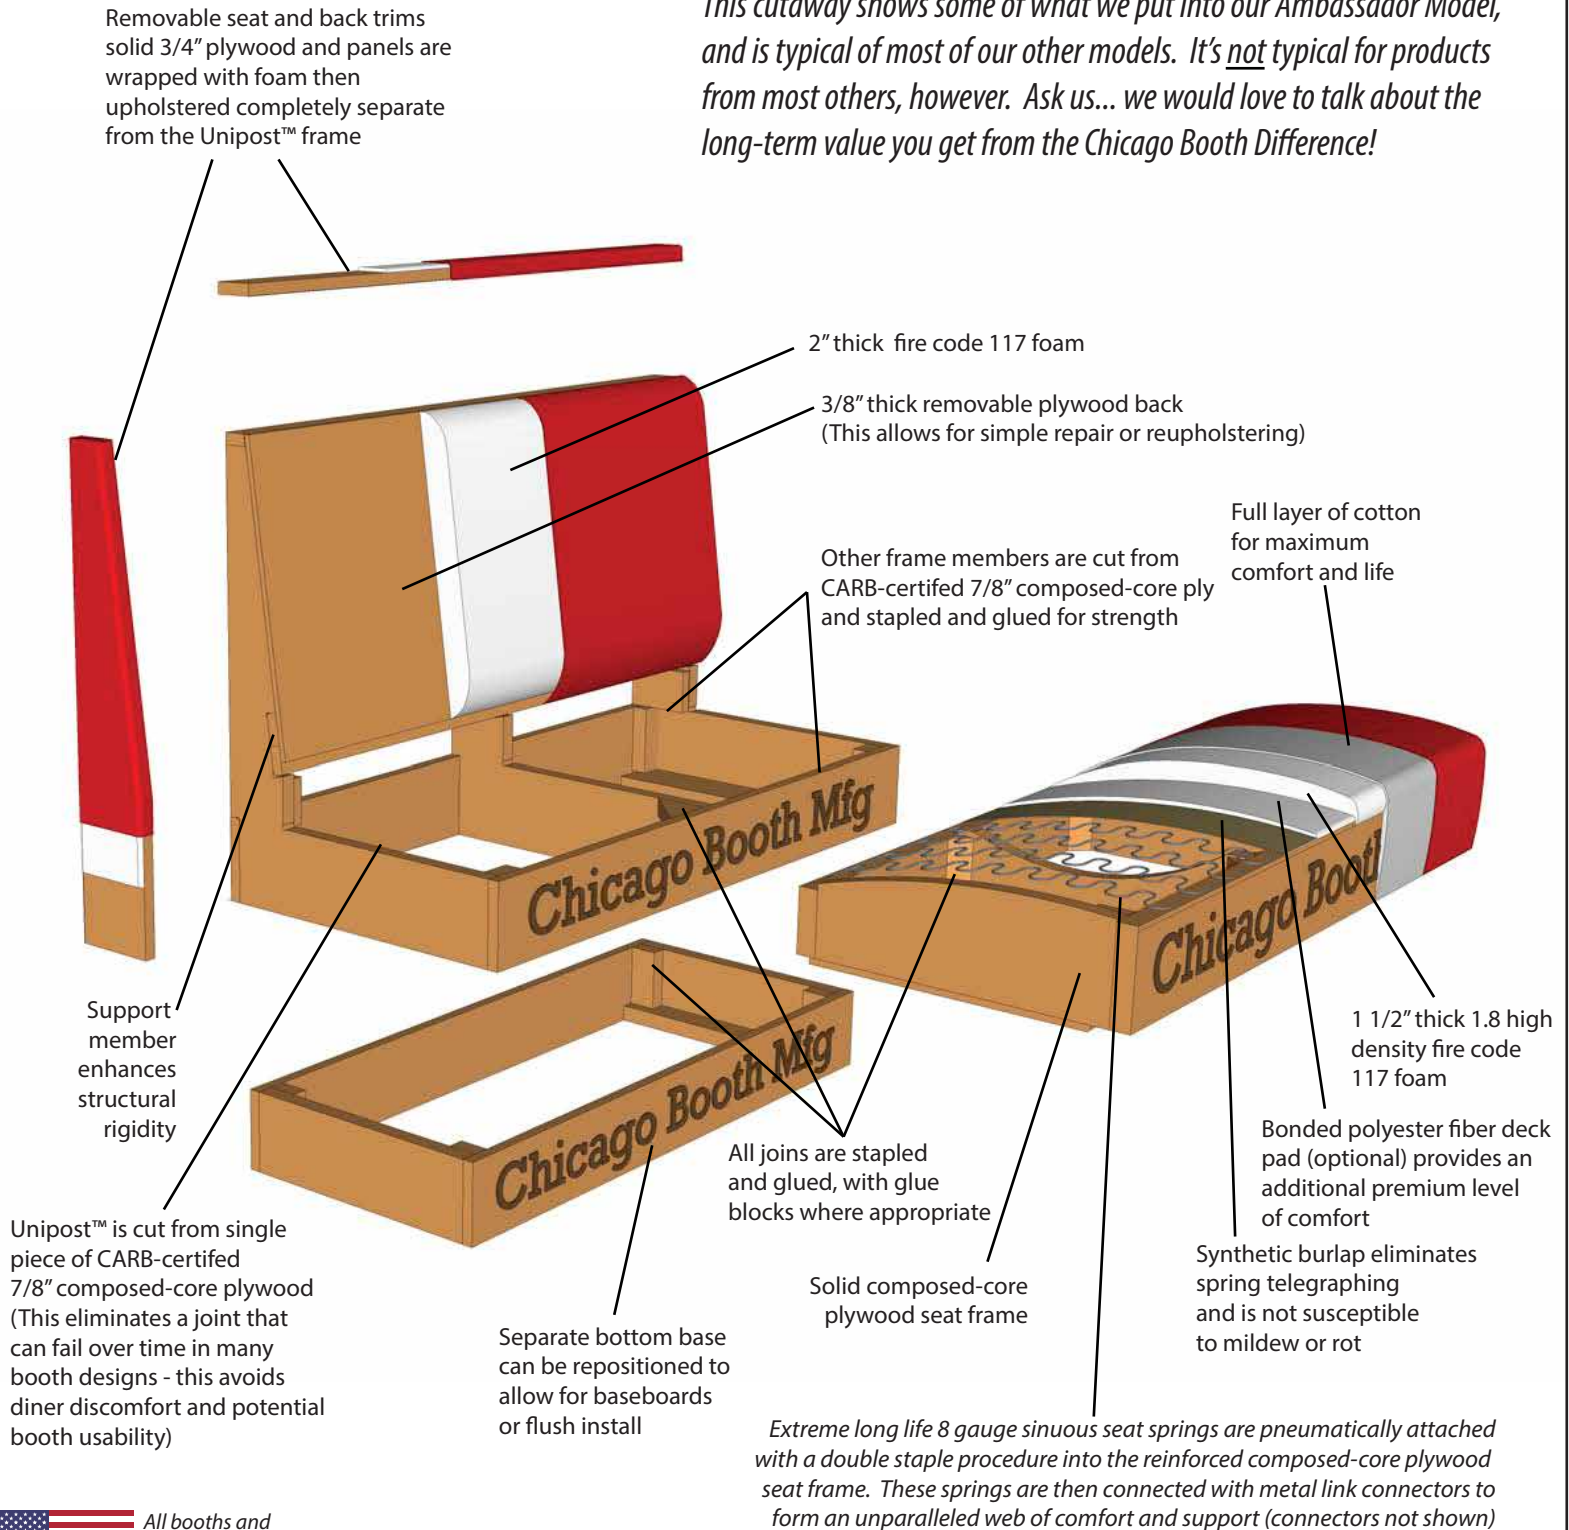 Removable seat and back trims
solid 3/4” plywood and panels are
wrapped with foam then
upholstered completely separate
from the Unipost™ frame
This cutaway shows some of what we put into our Ambassador Model,
and is typical of most of our other models.  It’s not typical for products
from most others, however.  Ask us... we would love to talk about the
long-term value you get from the Chicago Booth Difference!
2” thick  fire code 117 foam
3/8” thick removable plywood back
(This allows for simple repair or reupholstering)
Full layer of cotton
for maximum
comfort and life
Other frame members are cut from
CARB-certifed 7/8” composed-core ply
and stapled and glued for strength
Chicago Booth Mfg
Chicago Booth
Chicago Booth Mfg
Support
member
enhances
structural
rigidity
1 1/2” thick 1.8 high
density fire code
117 foam
Bonded polyester fiber deck
pad (optional) provides an
additional premium level
of comfort
All joins are stapled
and glued, with glue
blocks where appropriate
Unipost™ is cut from single
piece of CARB-certifed
7/8” composed-core plywood
(This eliminates a joint that
can fail over time in many
booth designs - this avoids
diner discomfort and potential
booth usability)
Synthetic burlap eliminates
spring telegraphing
and is not susceptible
to mildew or rot
Solid composed-core
plywood seat frame
Separate bottom base
can be repositioned to
allow for baseboards
or flush install
Extreme long life 8 gauge sinuous seat springs are pneumatically attached
with a double staple procedure into the reinforced composed-core plywood
seat frame.  These springs are then connected with metal link connectors to
form an unparalleled web of comfort and support (connectors not shown)
All booths and